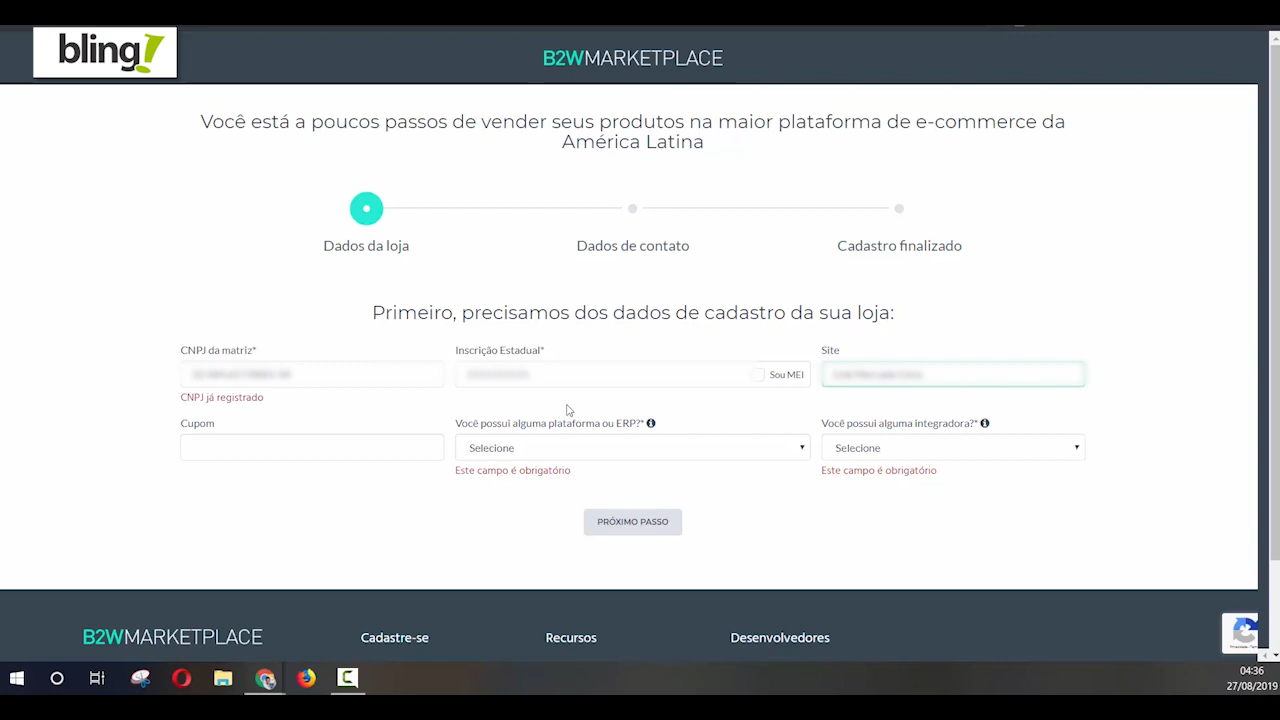 bling!
B2WMARKETPLACE
Você está a poucos passos de vender seus produtos na maior plataforma de e-commerce da
América Latina
Dados da loja
Dados de contato
Cadastro finalizado
Primeiro, precisamos dos dados de cadastro da sua loja:
CNPJ da matriz*
Inscrição Estadual*
Site
Sou MEI
CNPJ já registrado
Cupom
Você possui alguma plataforma ou ERP?*
Você possui alguma integradora?*
Selecione
Selecione
Este campo é obrigatório
Este campo é obrigatório
PRÓXIMO PASSO
B2WMARKETPLACE
Cadastre-se
Recursos
Desenvolvedores
04:36
27/08/2019